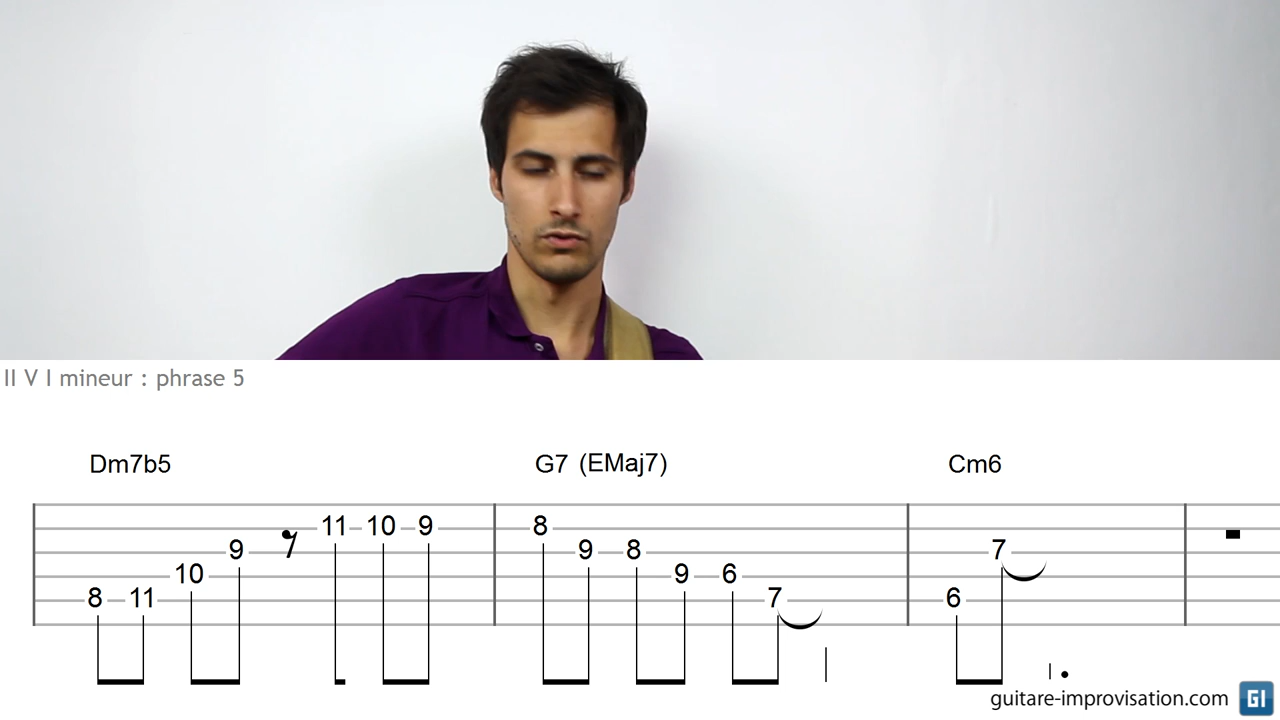 II V I mineur : phrase 5
Dm7b5 G7 (EMaj7) Cm6
11 10 9 8
9 9 8 7
10 9 6
8 11 7 6
guitare-improvisation.com GI